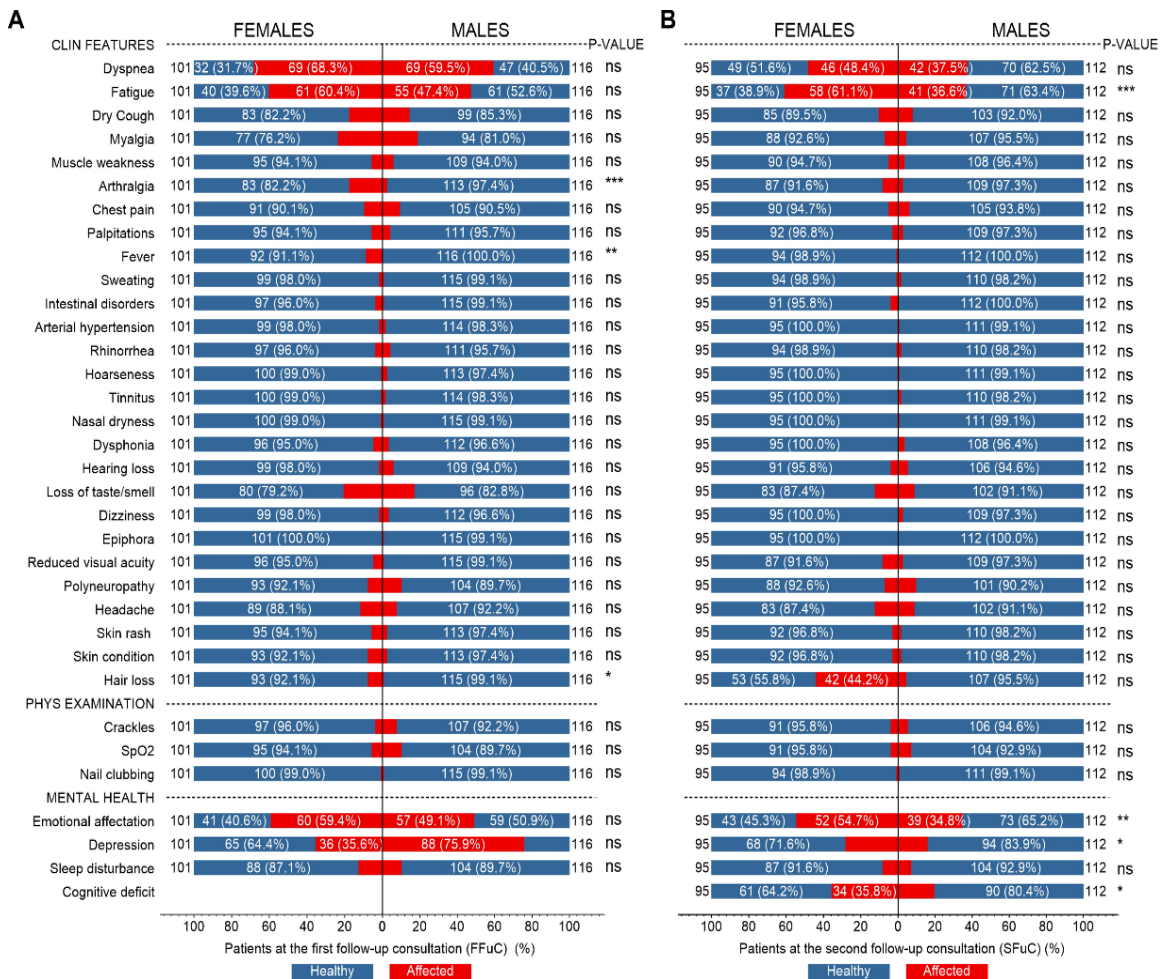 A B
FEMALES MALES FEMALES MALES
CLIN FEATURES P-VALUE P-VALUE
Dyspnea 101 32 (31.7%) 69 (68.3%) 69 (59.5%) 47 (40.5%) 116 ns 95 49 (51.6%) 46 (48.4%) 42 (37.5%) 70 (62.5%) 112 ns
Fatigue 101 40 (39.6%) 61 (60.4%) 55 (47.4%) 61 (52.6%) 116 ns 95 37 (38.9%) 58 (61.1%) 41 (36.6%) 71 (63.4%) 112 ***
Dry Cough 101 83 (82.2%) 99 (85.3%) 116 ns 95 85 (89.5%) 103 (92.0%) 112 ns
Myalgia 101 77 (76.2%) 94 (81.0%) 116 ns 95 88 (92.6%) 107 (95.5%) 112 ns
Muscle weakness 101 95 (94.1%) 109 (94.0%) 116 ns 95 90 (94.7%) 108 (96.4%) 112 ns
Arthralgia 101 83 (82.2%) 113 (97.4%) 116 *** 95 87 (91.6%) 109 (97.3%) 112 ns
Chest pain 101 91 (90.1%) 105 (90.5%) 116 ns 95 90 (94.7%) 105 (93.8%) 112 ns
Palpitations 101 95 (94.1%) 111 (95.7%) 116 ns 95 92 (96.8%) 109 (97.3%) 112 ns
Fever 101 92 (91.1%) 116 (100.0%) 116 ** 95 94 (98.9%) 112 (100.0%) 112 ns
Sweating 101 99 (98.0%) 115 (99.1%) 116 ns 95 94 (98.9%) 110 (98.2%) 112 ns
Intestinal disorders 101 97 (96.0%) 115 (99.1%) 116 ns 95 91 (95.8%) 112 (100.0%) 112 ns
Arterial hypertension 101 99 (98.0%) 114 (98.3%) 116 ns 95 95 (100.0%) 111 (99.1%) 112 ns
Rhinorrhea 101 97 (96.0%) 111 (95.7%) 116 ns 95 94 (98.9%) 110 (98.2%) 112 ns
Hoarseness 101 100 (99.0%) 113 (97.4%) 116 ns 95 95 (100.0%) 111 (99.1%) 112 ns
Tinnitus 101 100 (99.0%) 114 (98.3%) 116 ns 95 95 (100.0%) 110 (98.2%) 112 ns
Nasal dryness 101 100 (99.0%) 115 (99.1%) 116 ns 95 95 (100.0%) 111 (99.1%) 112 ns
Dysphonia 101 96 (95.0%) 112 (96.6%) 116 ns 95 95 (100.0%) 108 (96.4%) 112 ns
Hearing loss 101 99 (98.0%) 109 (94.0%) 116 ns 95 91 (95.8%) 106 (94.6%) 112 ns
Loss of taste/smell 101 80 (79.2%) 96 (82.8%) 116 ns 95 83 (87.4%) 102 (91.1%) 112 ns
Dizziness 101 99 (98.0%) 112 (96.6%) 116 ns 95 95 (100.0%) 109 (97.3%) 112 ns
Epiphora 101 101 (100.0%) 115 (99.1%) 116 ns 95 95 (100.0%) 112 (100.0%) 112 ns
Reduced visual acuity 101 96 (95.0%) 115 (99.1%) 116 ns 95 87 (91.6%) 109 (97.3%) 112 ns
Polyneuropathy 101 93 (92.1%) 104 (89.7%) 116 ns 95 88 (92.6%) 101 (90.2%) 112 ns
Headache 101 89 (88.1%) 107 (92.2%) 116 ns 95 83 (87.4%) 102 (91.1%) 112 ns
Skin rash 101 95 (94.1%) 113 (97.4%) 116 ns 95 92 (96.8%) 110 (98.2%) 112 ns
Skin condition 101 93 (92.1%) 113 (97.4%) 116 ns 95 92 (96.8%) 110 (98.2%) 112 ns
Hair loss 101 93 (92.1%) 115 (99.1%) 116 * 95 53 (55.8%) 42 (44.2%) 107 (95.5%) 112 ns
PHYS EXAMINATION
Crackles 101 97 (96.0%) 107 (92.2%) 116 ns 95 91 (95.8%) 106 (94.6%) 112 ns
SpO2 101 95 (94.1%) 104 (89.7%) 116 ns 95 91 (95.8%) 104 (92.9%) 112 ns
Nail clubbing 101 100 (99.0%) 115 (99.1%) 116 ns 95 94 (98.9%) 111 (99.1%) 112 ns
MENTAL HEALTH
Emotional affectation 101 41 (40.6%) 60 (59.4%) 57 (49.1%) 59 (50.9%) 116 ns 95 43 (45.3%) 52 (54.7%) 39 (34.8%) 73 (65.2%) 112 **
Depression 101 65 (64.4%) 36 (35.6%) 88 (75.9%) 116 ns 95 68 (71.6%) 94 (83.9%) 112 *
Sleep disturbance 101 88 (87.1%) 104 (89.7%) 116 ns 95 87 (91.6%) 104 (92.9%) 112 ns
Cognitive deficit 95 61 (64.2%) 34 (35.8%) 90 (80.4%) 112 *
100 80 60 40 20 0 20 40 60 80 100 100 80 60 40 20 0 20 40 60 80 100
Patients at the first follow-up consultation (FFuC) (%) Patients at the second follow-up consultation (SFuC) (%)
Healthy Affected Healthy Affected